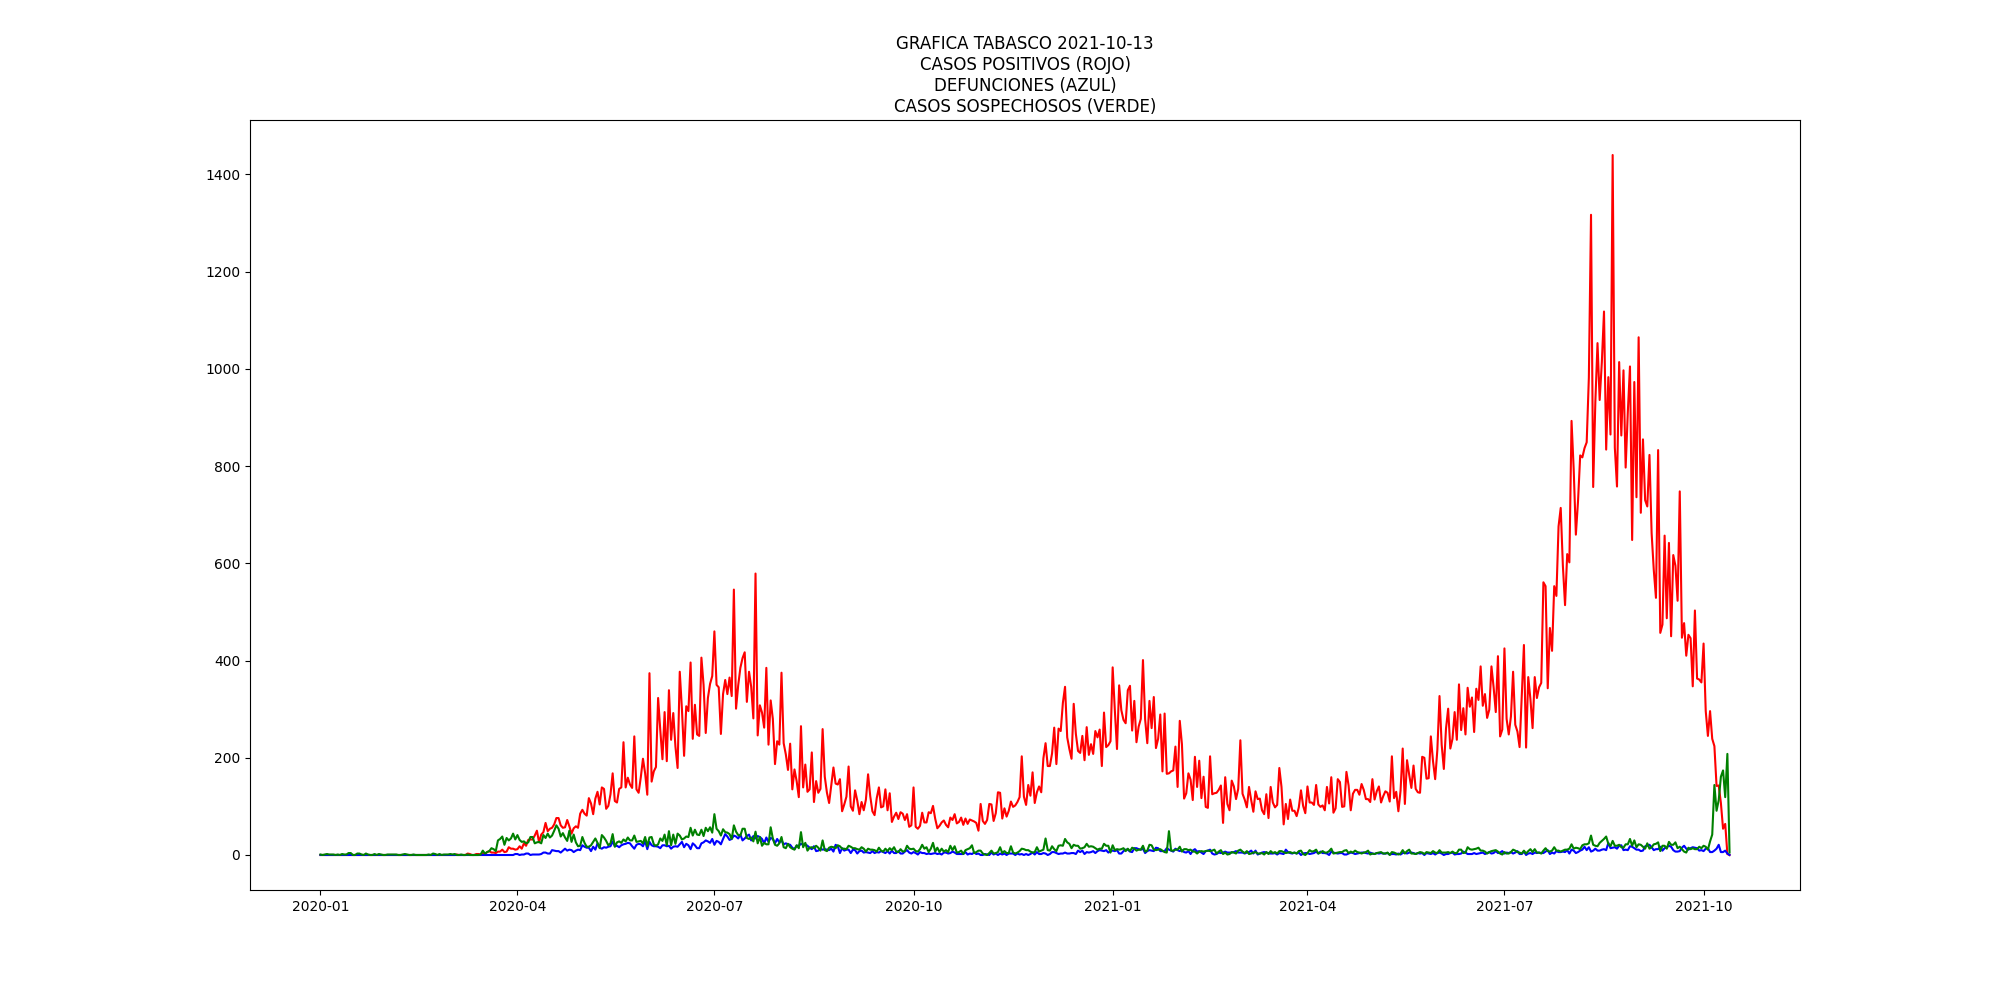 GRAFICA TABASCO 2021-10-13
CASOS POSITIVOS (ROJO)
DEFUNCIONES (AZUL)
CASOS SOSPECHOSOS (VERDE)
1400
1200
1000
800
600
400
200
0
2020-01 2020-04 2020-07 2020-10 2021-01 2021-04 2021-07 2021-10